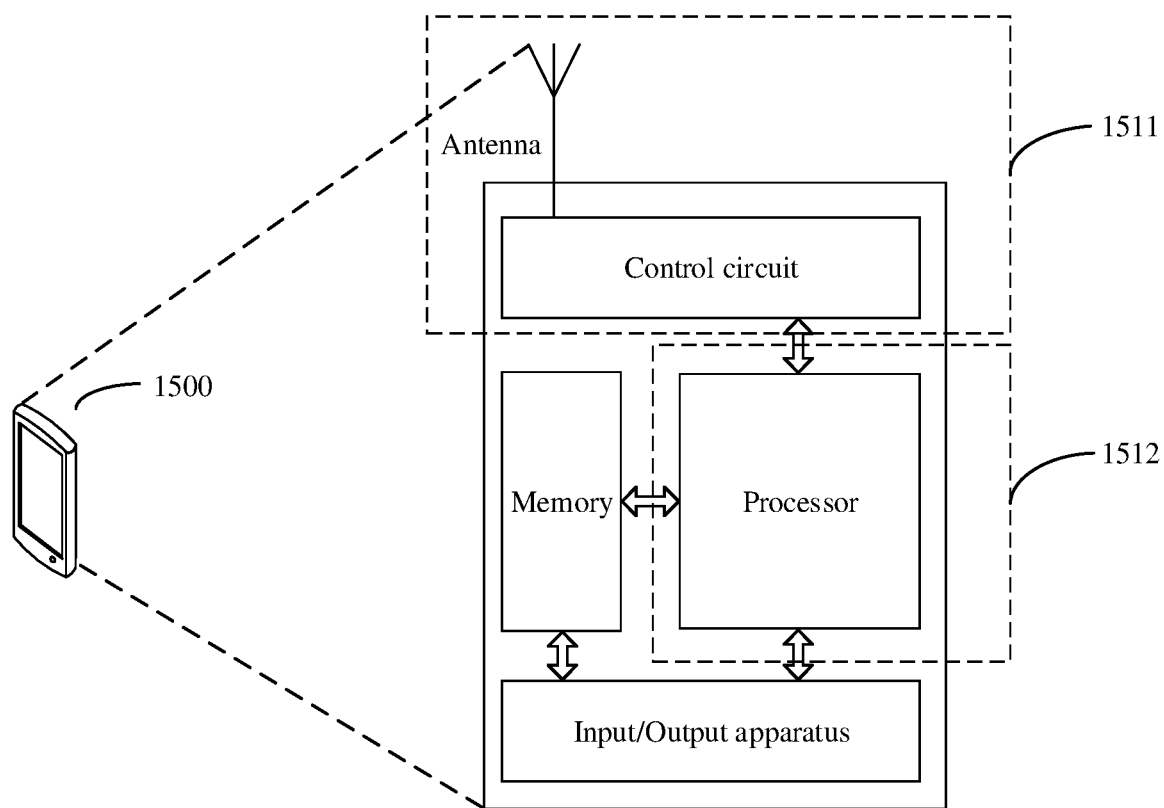 1511
Antenna
Control circuit
1500
1512
Memory
Processor
Input/Output apparatus